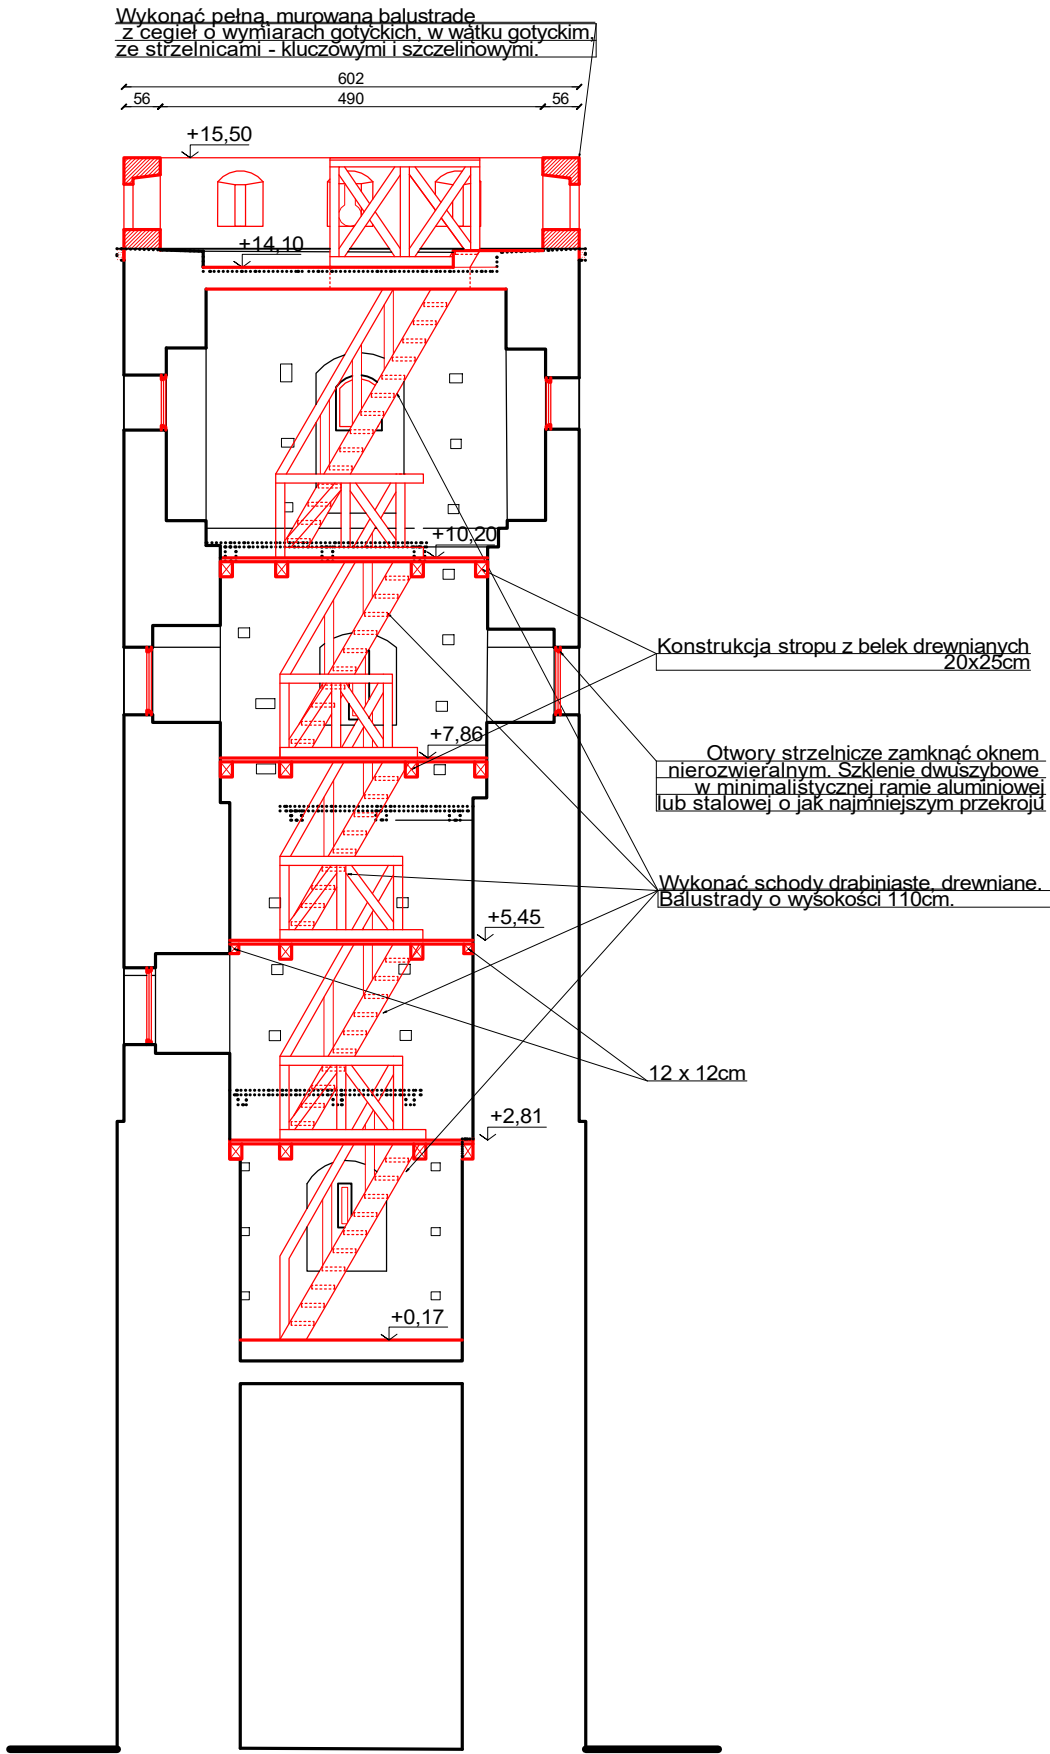 Wykonać pełną, murowaną balustradę
z cegieł o wymiarach gotyckich, w wątku gotyckim,
ze strzelnicami - kluczowymi i szczelinowymi.
602
56 490 56
+15,50
+14,10
+10,20
Konstrukcja stropu z belek drewnianych
20x25cm
+7,86
Otwory strzelnicze zamknąć oknem
nierozwieralnym. Szklenie dwuszybowe
w minimalistycznej ramie aluminiowej
lub stalowej o jak najmniejszym przekroju
Wykonać schody drabiniaste, drewniane.
Balustrady o wysokości 110cm.
+5,45
12 x 12cm
+2,81
+0,17